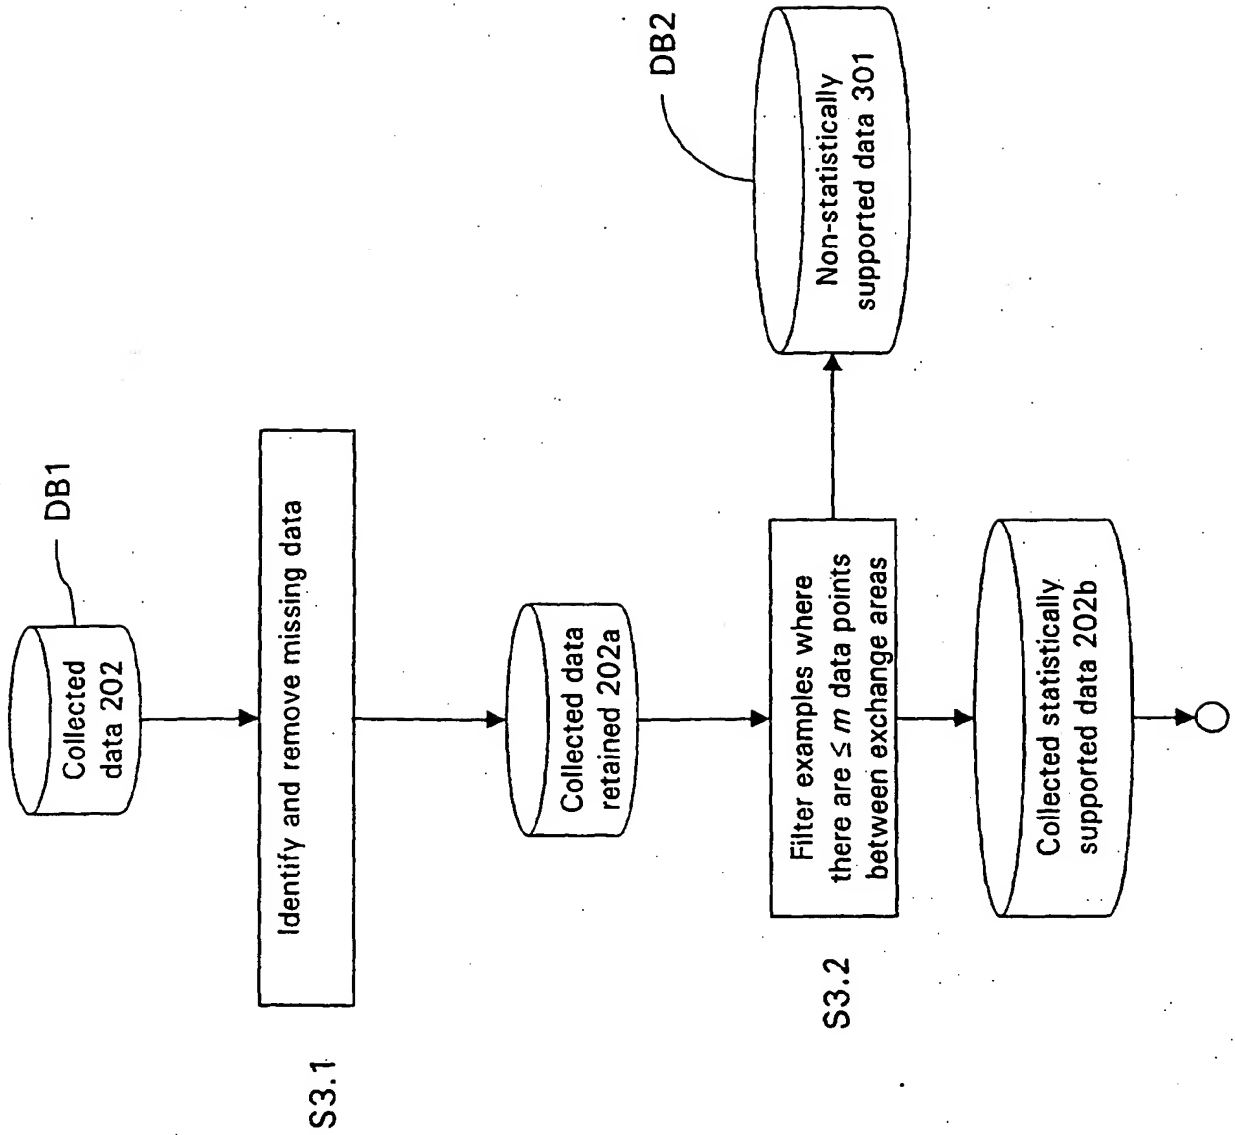 Collected
data 202
DB1
S3.1
Identify and remove missing data
Collected data
retained 202a
S3.2
Filter examples where
there are ≤ m data points
between exchange areas
DB2
Non-statistically
supported data 301
Collected statistically
supported data 202b